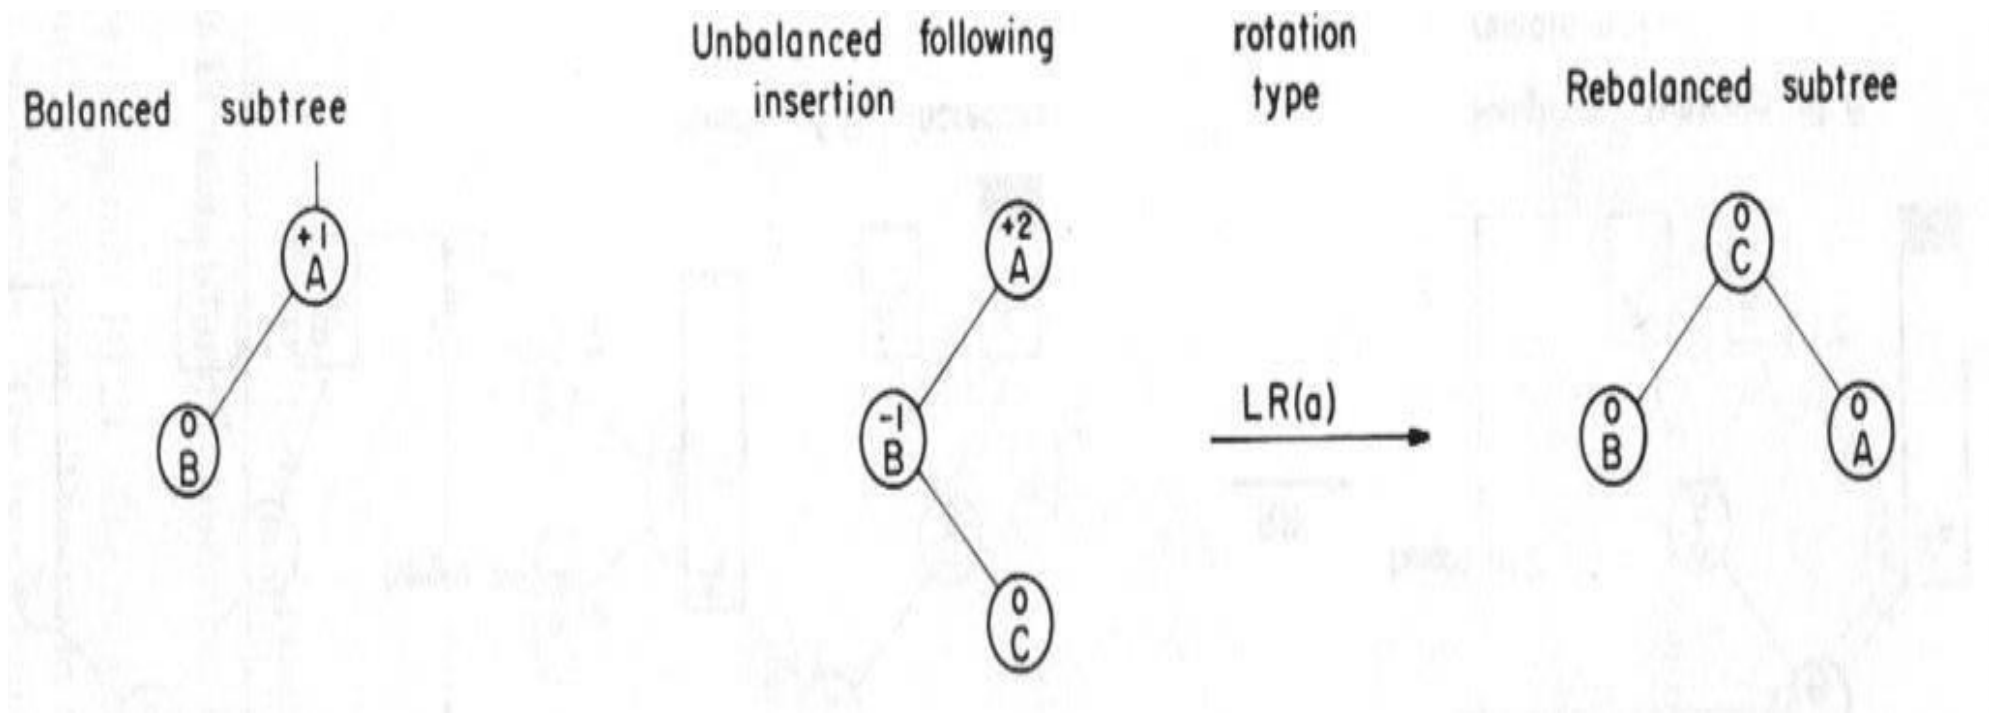 Balanced subtree
Unbalanced following
insertion
rotation
type
Rebalanced subtree
+1
A
0
B
+2
A
-1
B
0
C
LR(a)
0
C
0
B
0
A